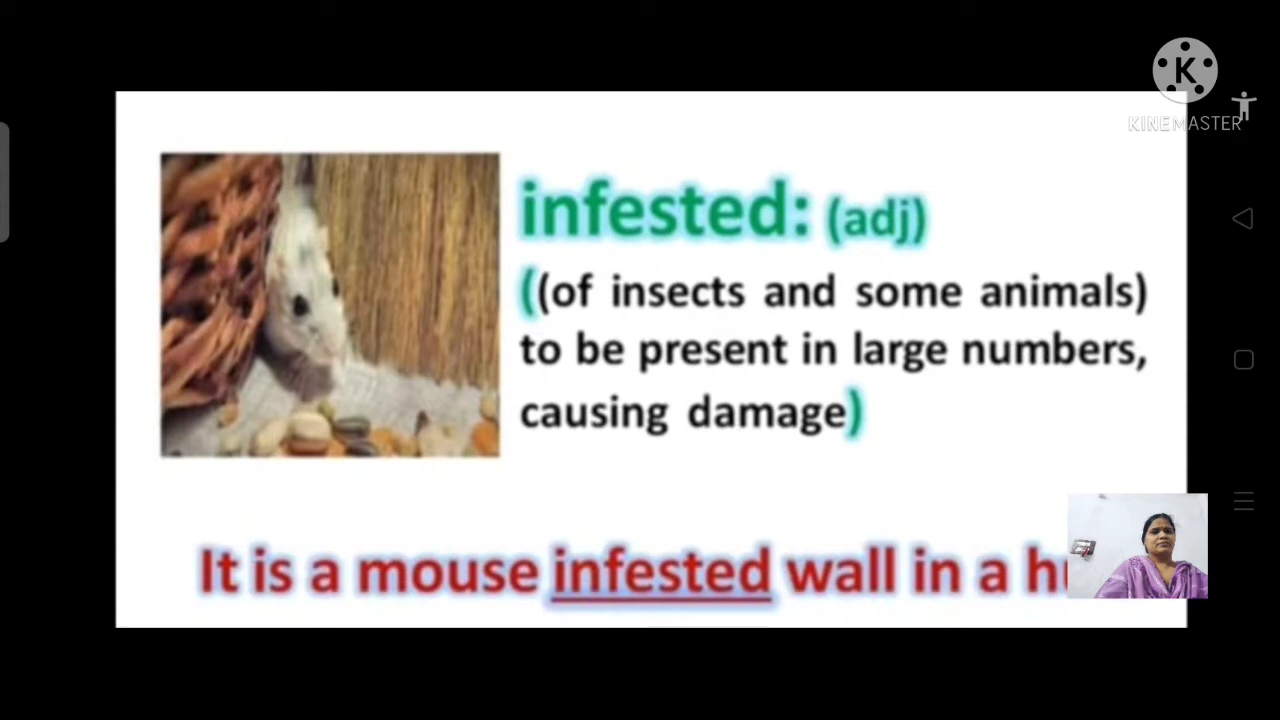 K
KINEMASTER
infested: (adj)
((of insects and some animals)
to be present in large numbers,
causing damage)
It is a mouse infested wall in a